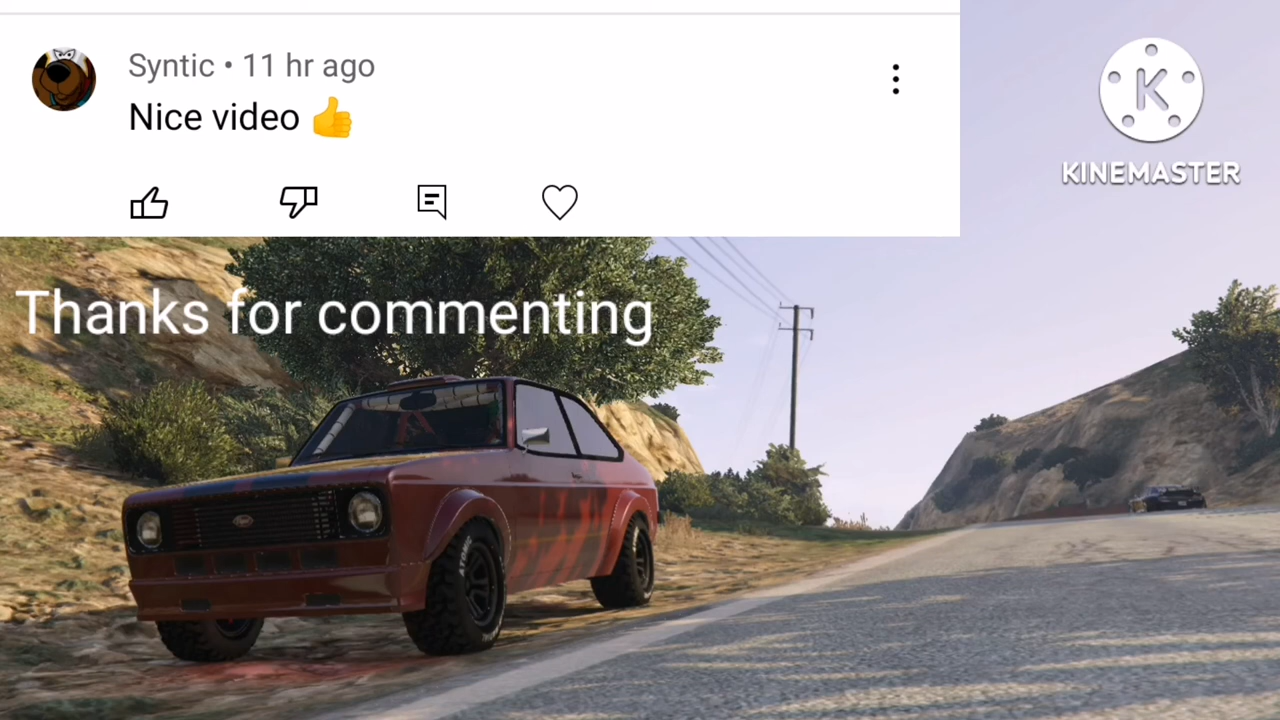 Syntic • 11 hr ago
Nice video 👍
K
KINEMASTER
Thanks for commenting